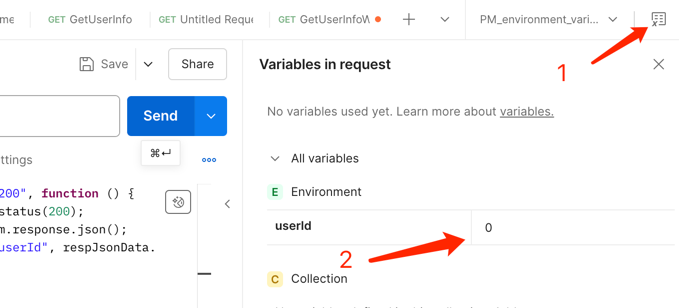 me
GET GetUserInfo
GET Untitled Reque
GET GetUserInfoW
PM_environment_vari...
1
Save
Share
Variables in request
No variables used yet. Learn more about variables.
Send
⌘↵
ttings
All variables
E Environment
userId 0
2
C Collection
200", function () {
status(200);
m.response.json();
userId", respJsonData.